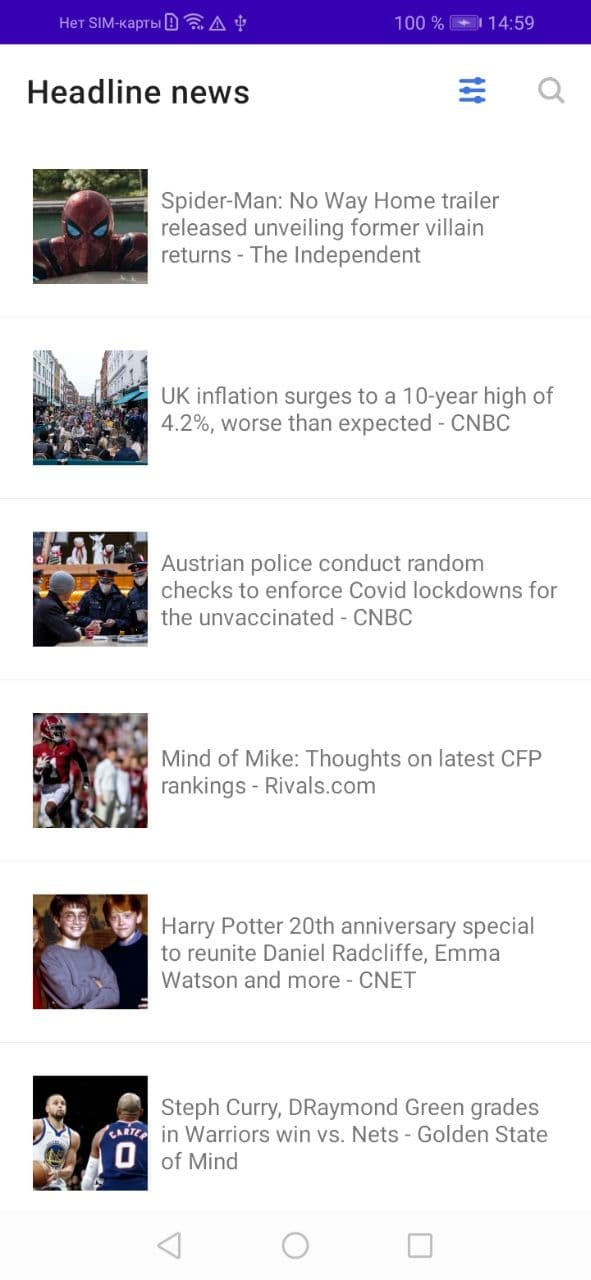 Нет SIM-карты
100 % 14:59
Headline news
Spider-Man: No Way Home trailer
released unveiling former villain
returns - The Independent
UK inflation surges to a 10-year high of
4.2%, worse than expected - CNBC
Austrian police conduct random
checks to enforce Covid lockdowns for
the unvaccinated - CNBC
Mind of Mike: Thoughts on latest CFP
rankings - Rivals.com
Harry Potter 20th anniversary special
to reunite Daniel Radcliffe, Emma
Watson and more - CNET
Steph Curry, DRaymond Green grades
in Warriors win vs. Nets - Golden State
of Mind
CARTER
0